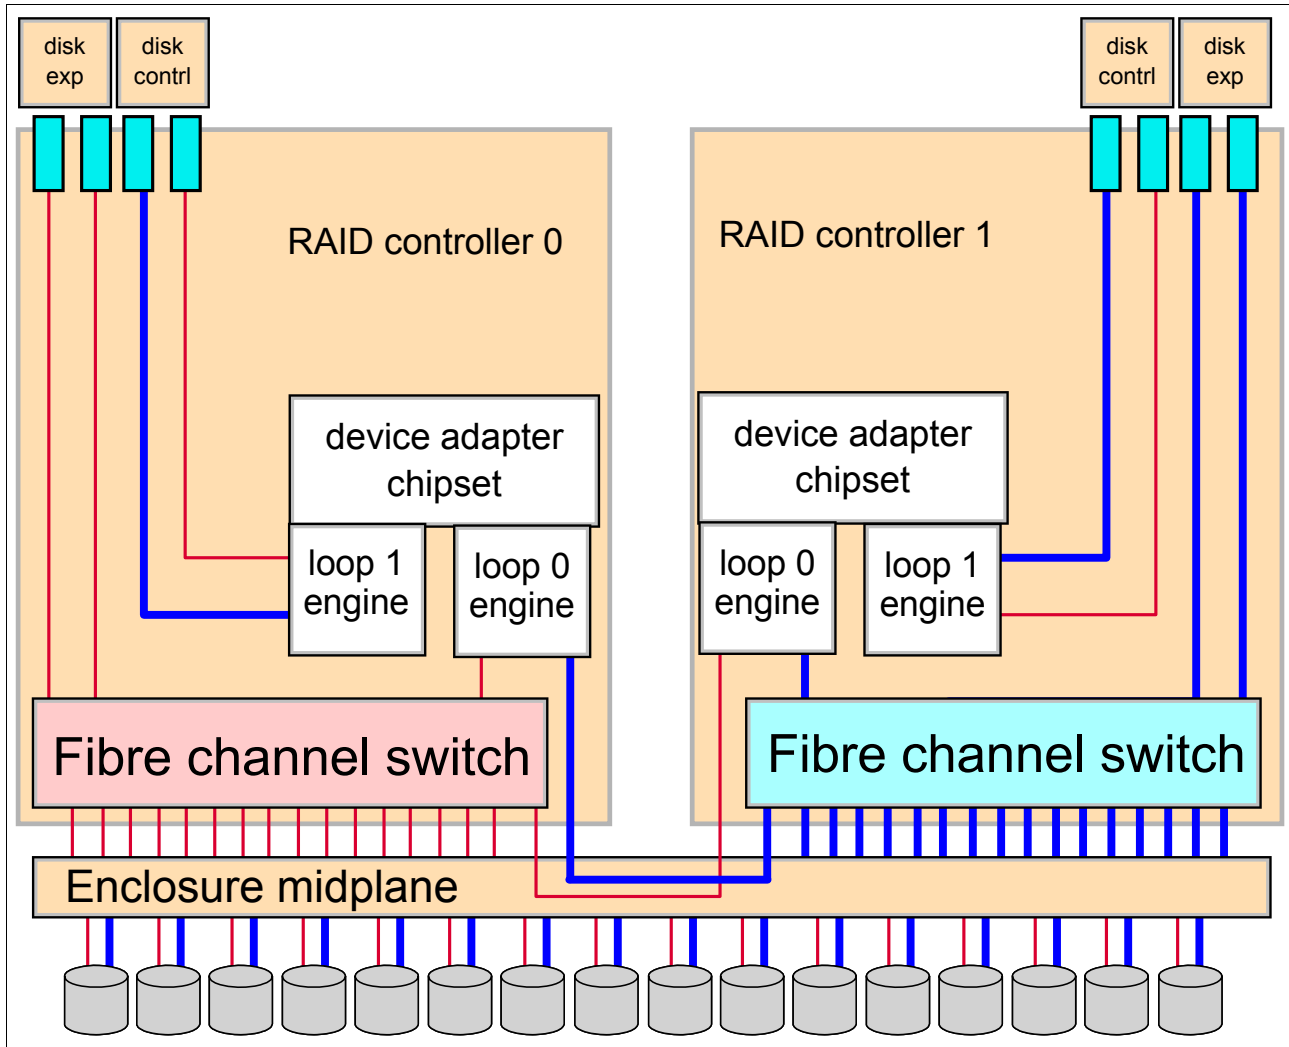 disk
exp
disk
contrl
disk
contrl
disk
exp
RAID controller 0
RAID controller 1
device adapter
chipset
device adapter
chipset
loop 1
engine
loop 0
engine
loop 0
engine
loop 1
engine
Fibre channel switch
Fibre channel switch
Enclosure midplane